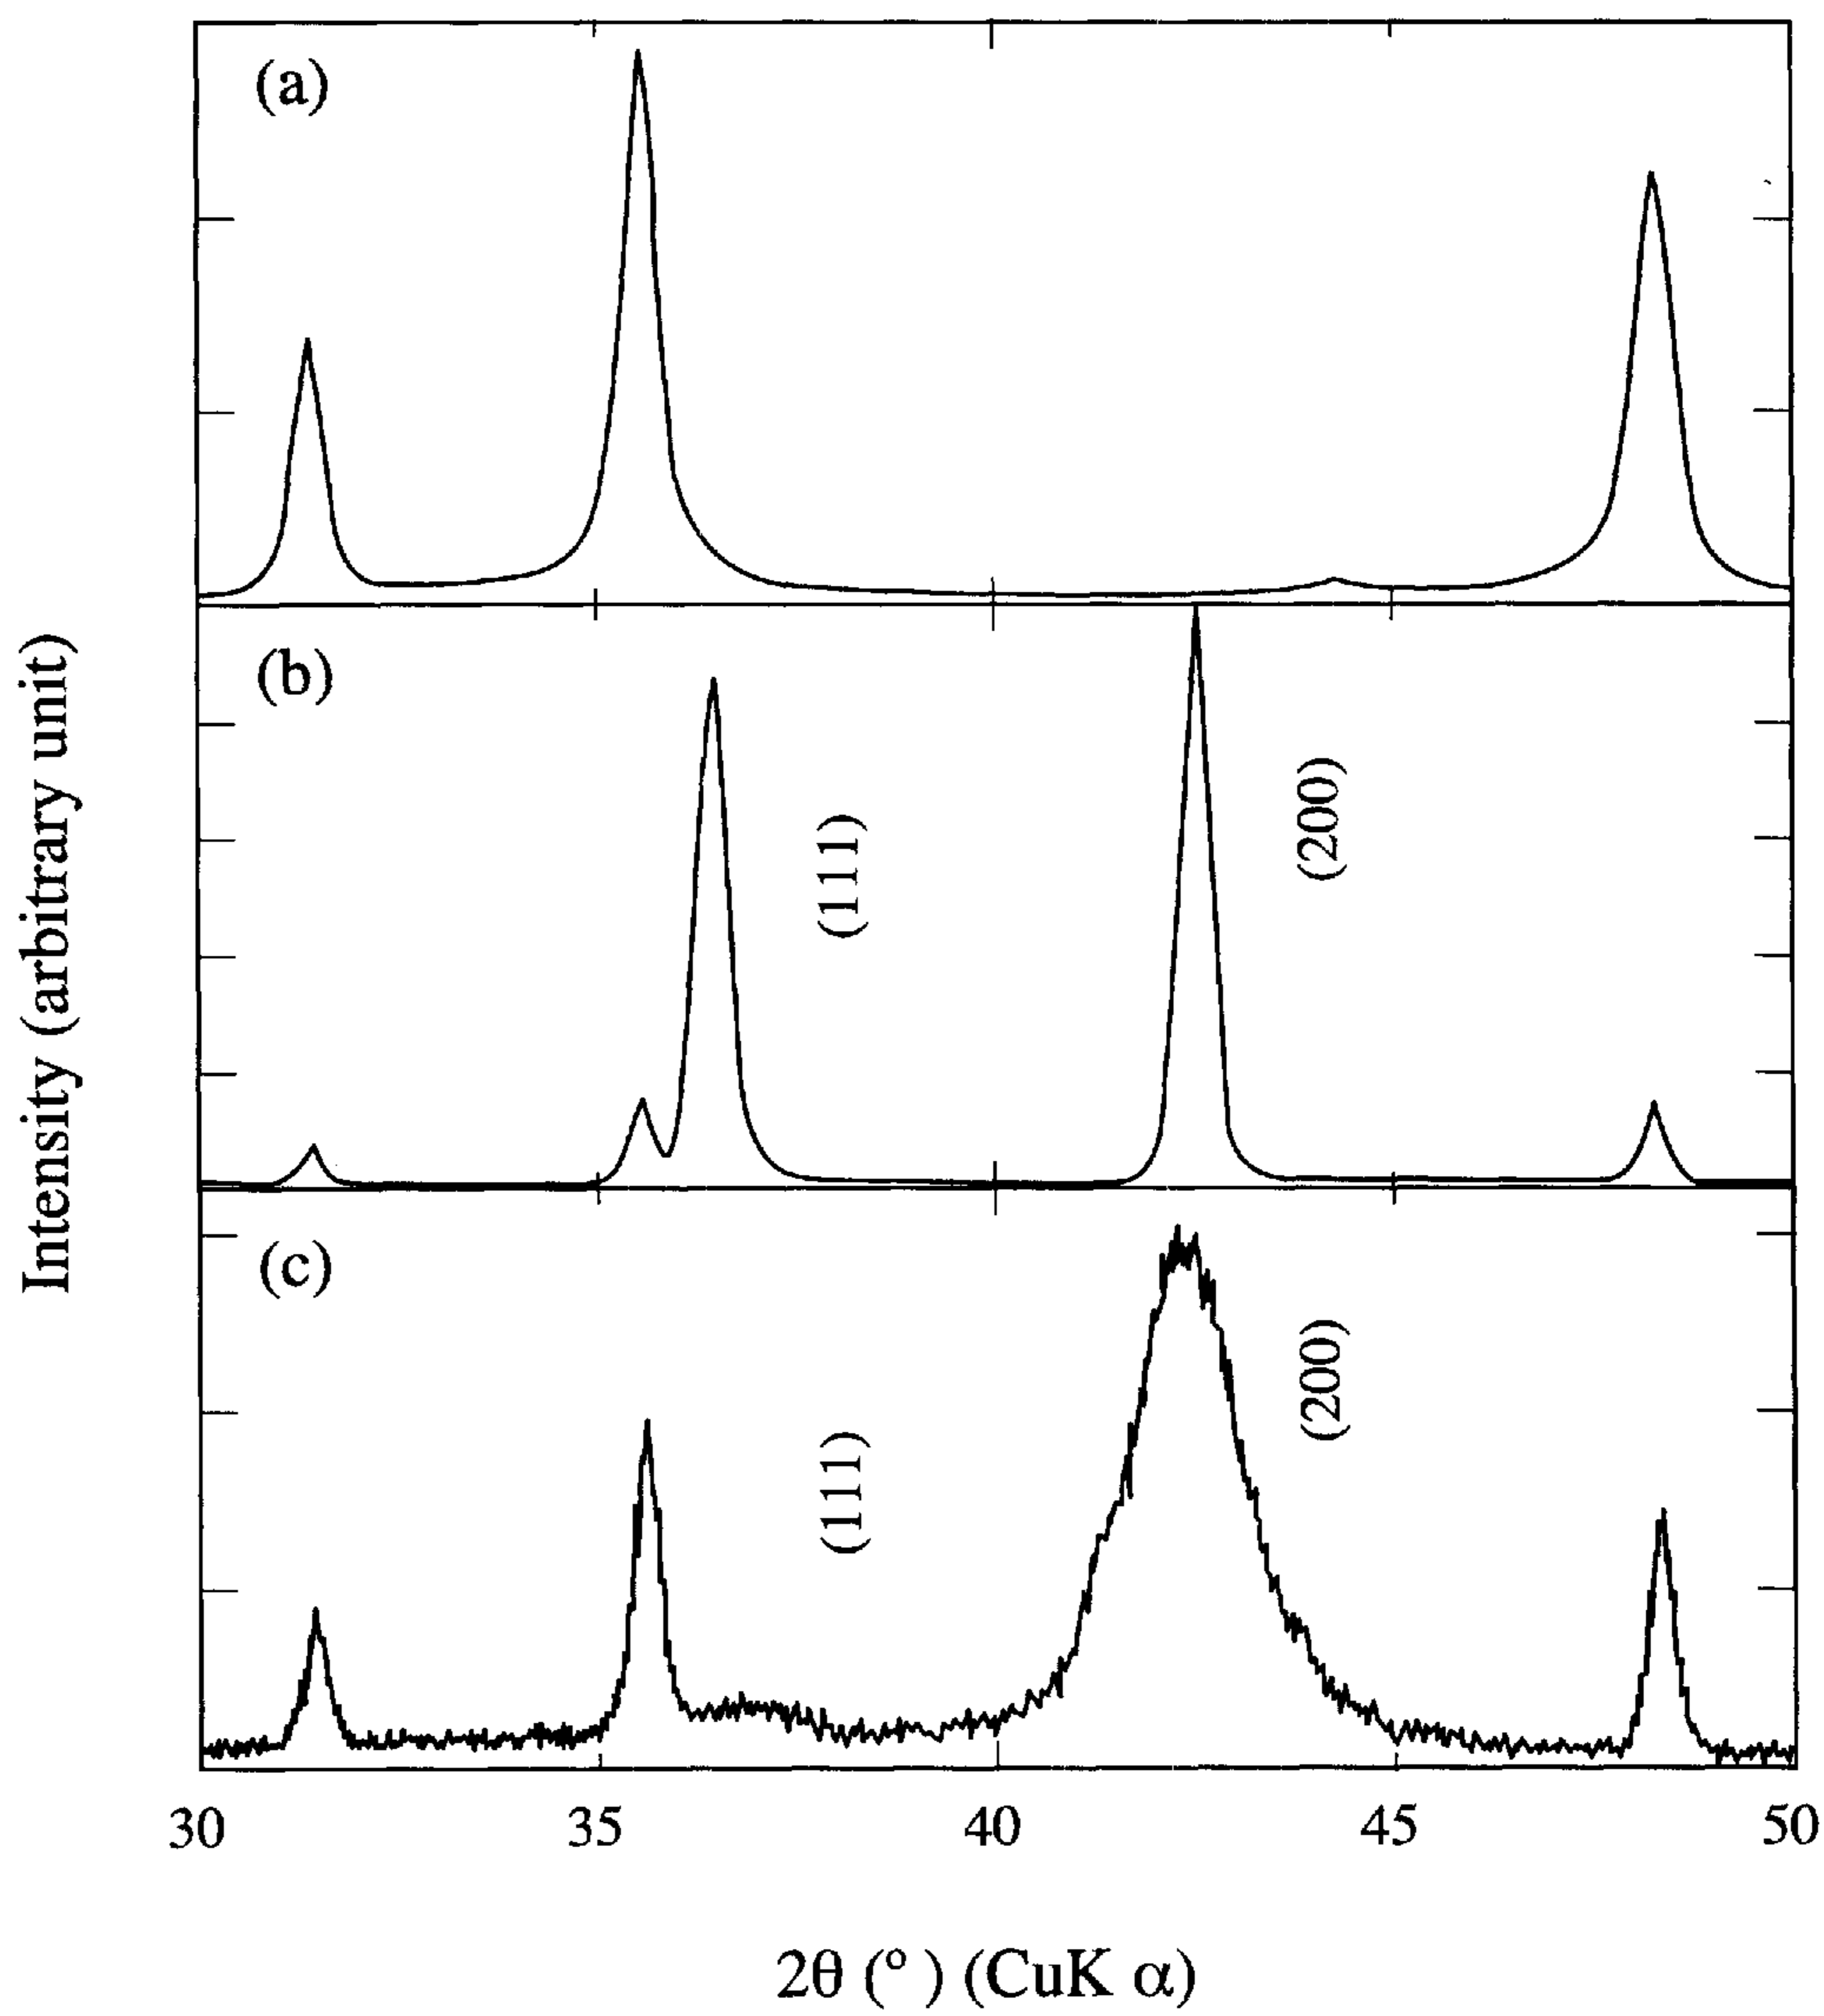 (a)
(b)
(111)
(200)
(c)
(111)
(200)
Intensity (arbitrary unit)
30 35 40 45 50
2θ (º) (CuK α)